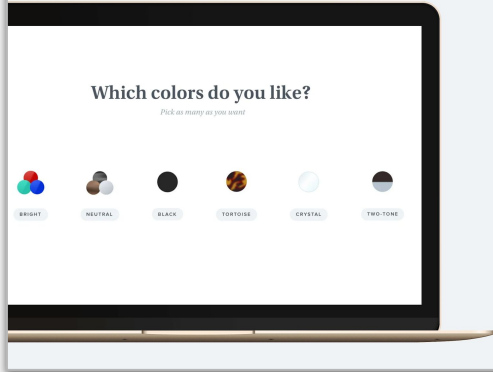 Which colors do you like?
Pick as many as you want
BRIGHT NEUTRAL BLACK TORTOISE CRYSTAL TWO-TONE